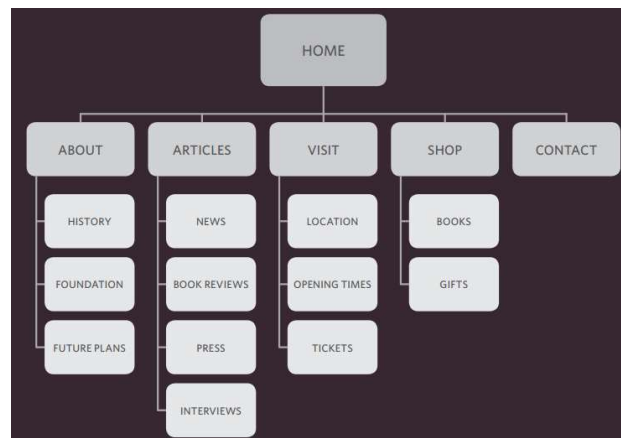 HOME
ABOUT
ARTICLES
VISIT
SHOP
CONTACT
HISTORY
NEWS
LOCATION
BOOKS
FOUNDATION
BOOK REVIEWS
OPENING TIMES
GIFTS
FUTURE PLANS
PRESS
TICKETS
INTERVIEWS